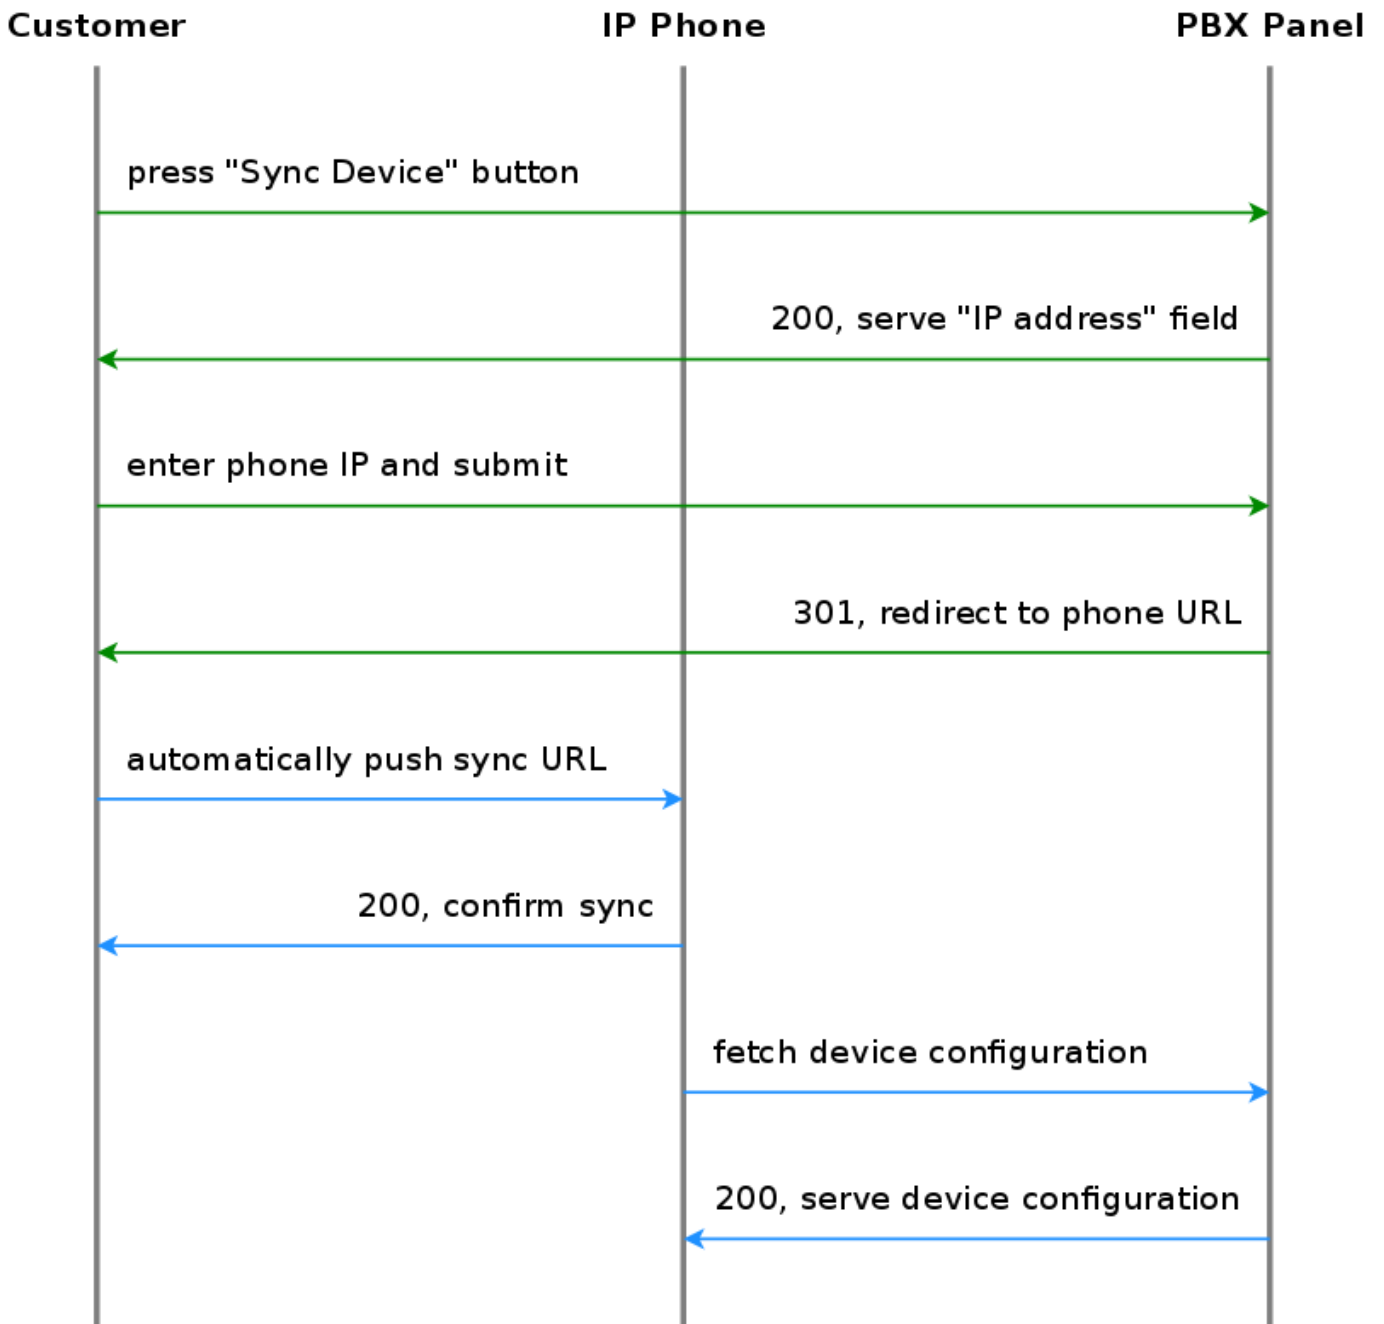 Customer IP Phone PBX Panel
press "Sync Device" button
200, serve "IP address" field
enter phone IP and submit
301, redirect to phone URL
automatically push sync URL
200, confirm sync
fetch device configuration
200, serve device configuration